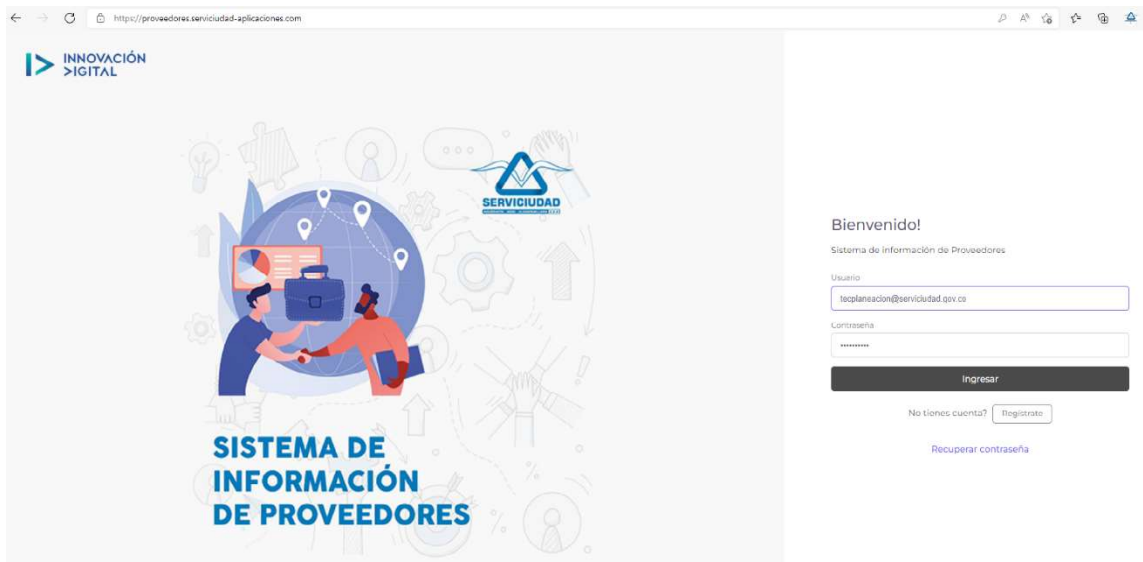 https://proveedores.serviciudad-aplicaciones.com
INNOVACIÓN
>IGITAL
SERVICIUDAD
SISTEMA DE
INFORMACIÓN
DE PROVEEDORES
Bienvenido!
Sistema de información de Proveedores
Usuario
tecplaneacion@serviciudad.gov.co
Contraseña
••••••••••
Ingresar
No tienes cuenta? Registrate
Recuperar contraseña